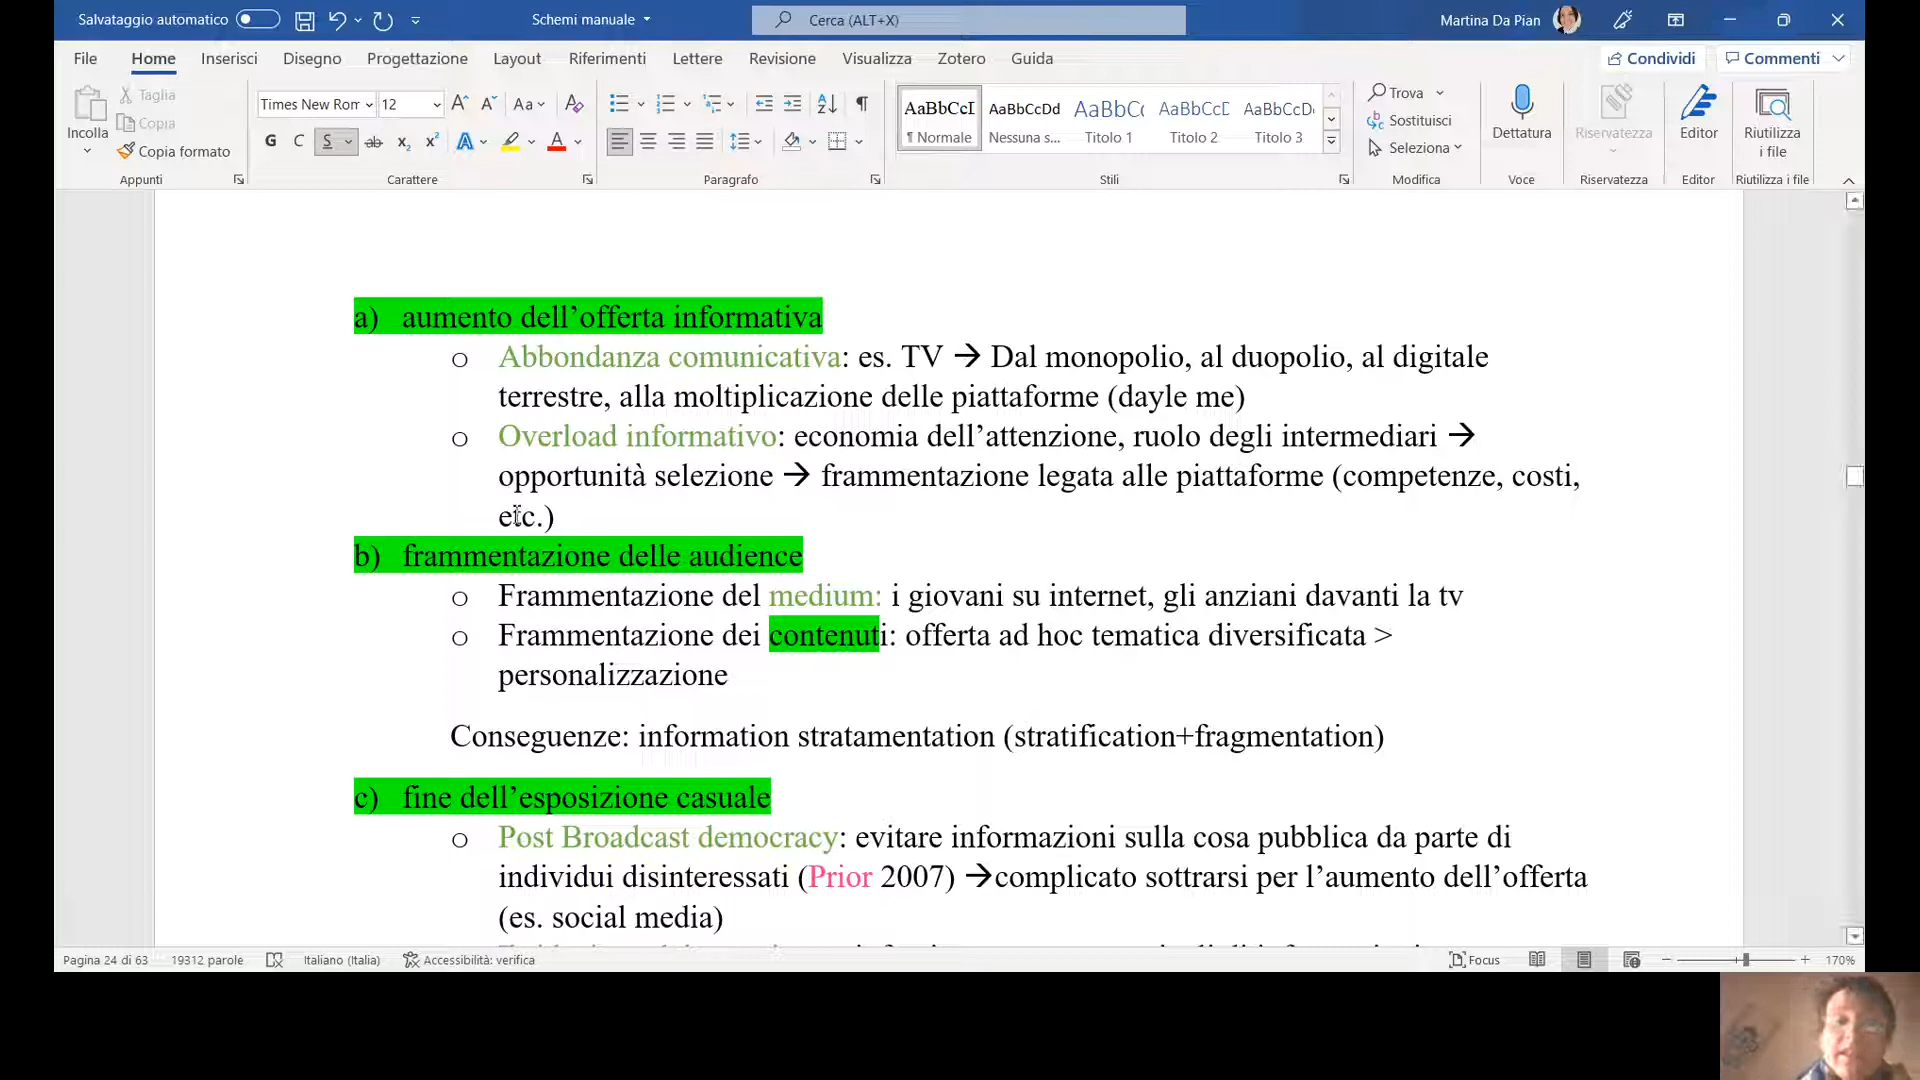 Salvataggio automatico
Schemi manuale
Cerca (ALT+X)
Martina Da Pian
File Home Inserisci Disegno Progettazione Layout Riferimenti Lettere Revisione Visualizza Zotero Guida
Condividi Commenti
Incolla
Taglia
Copia
Copia formato
Appunti
Times New Ror 12
Aa
G C S ab x₂ x² A A
Carattere
Paragrafo
AaBbCcI AaBbCcDd AaBbC AaBbCcD AaBbCcD
¶ Normale Nessuna s... Titolo 1 Titolo 2 Titolo 3
Stili
Trova
Sostituisci
Seleziona
Modifica
Dettatura
Voce
Riservatezza
Riservatezza
Editor
Editor
Riutilizza
i file
Riutilizza i file
a) aumento dell’offerta informativa
o Abbondanza comunicativa: es. TV → Dal monopolio, al duopolio, al digitale
terrestre, alla moltiplicazione delle piattaforme (dayle me)
o Overload informativo: economia dell’attenzione, ruolo degli intermediari →
opportunità selezione → frammentazione legata alle piattaforme (competenze, costi,
etc.)
b) frammentazione delle audience
o Frammentazione del medium: i giovani su internet, gli anziani davanti la tv
o Frammentazione dei contenuti: offerta ad hoc tematica diversificata >
personalizzazione
Conseguenze: information stratamentation (stratification+fragmentation)
c) fine dell’esposizione casuale
o Post Broadcast democracy: evitare informazioni sulla cosa pubblica da parte di
individui disinteressati (Prior 2007) →complicato sottrarsi per l’aumento dell’offerta
(es. social media)
Pagina 24 di 63 19312 parole Italiano (Italia) Accessibilità: verifica
Focus
170%